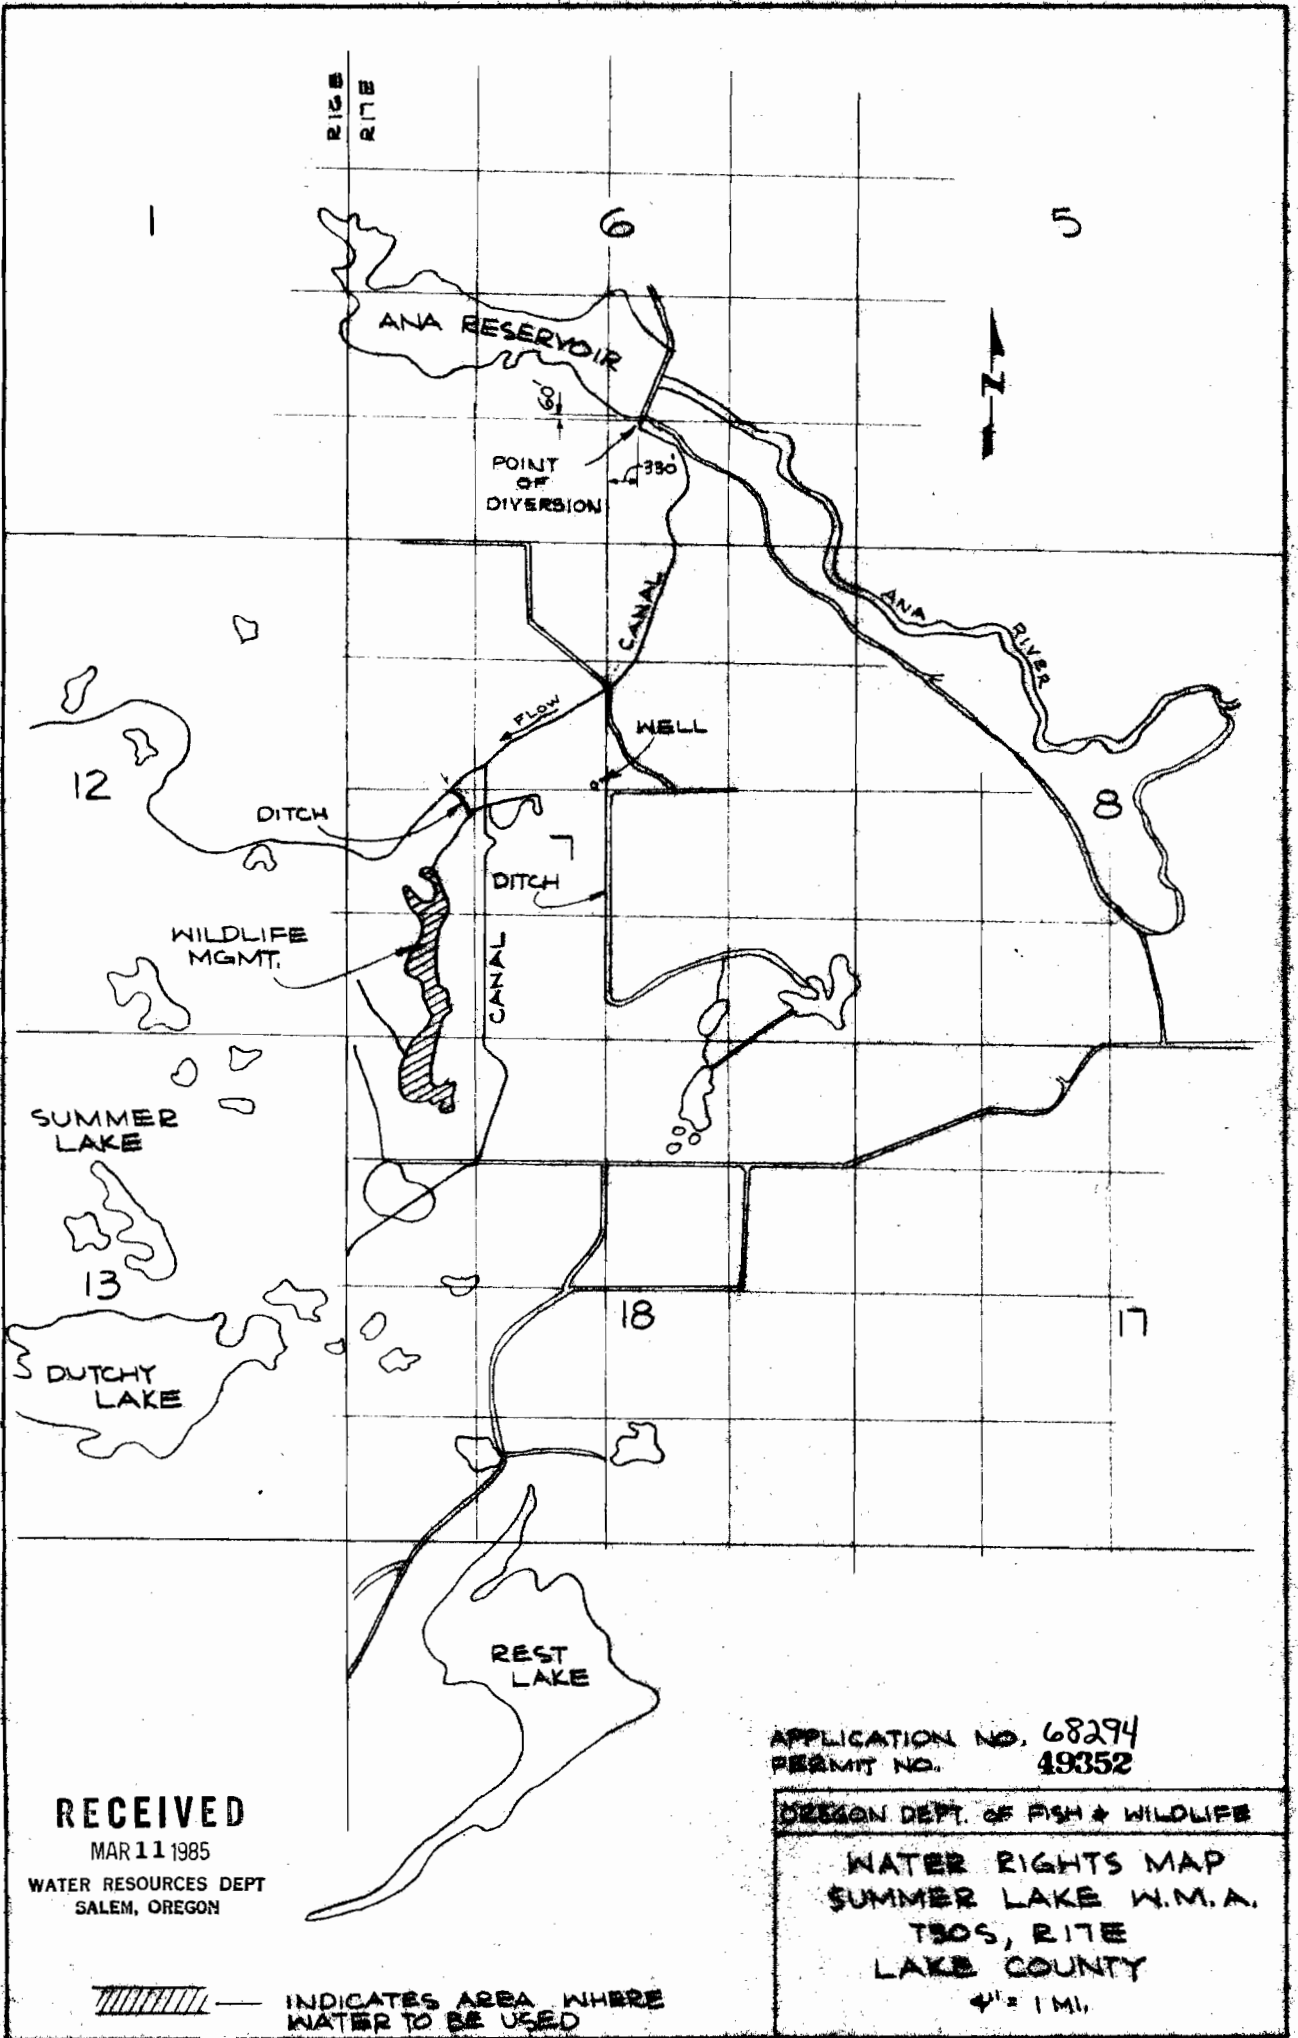 R16E
R17E
1
6
5
ANA RESERVOIR
60'
N
POINT
OF
DIVERSION
330'
CANAL
ANA
RIVER
FLOW
WELL
12
DITCH
7
8
DITCH
WILDLIFE
MGMT.
CANAL
SUMMER
LAKE
13
18
17
DUTCHY
LAKE
REST
LAKE
APPLICATION NO. 68294
PERMIT NO. 49352
OREGON DEPT. OF FISH & WILDLIFE
WATER RIGHTS MAP
SUMMER LAKE W.M.A.
T30S, R17E
LAKE COUNTY
4" = 1 MI.
RECEIVED
MAR 11 1985
WATER RESOURCES DEPT
SALEM, OREGON
INDICATES AREA WHERE
WATER TO BE USED